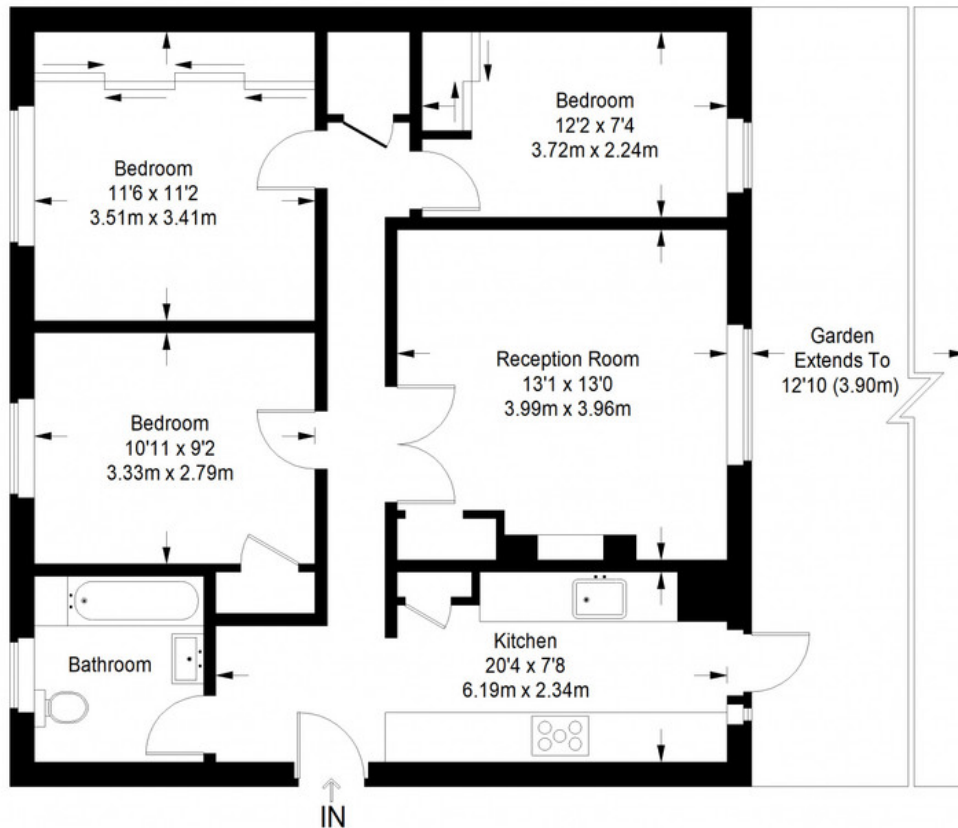 Bedroom
12'2 x 7'4
3.72m x 2.24m
Bedroom
11'6 x 11'2
3.51m x 3.41m
Reception Room
13'1 x 13'0
3.99m x 3.96m
Garden
Extends To
12'10 (3.90m)
Bedroom
10'11 x 9'2
3.33m x 2.79m
Bathroom
Kitchen
20'4 x 7'8
6.19m x 2.34m
IN